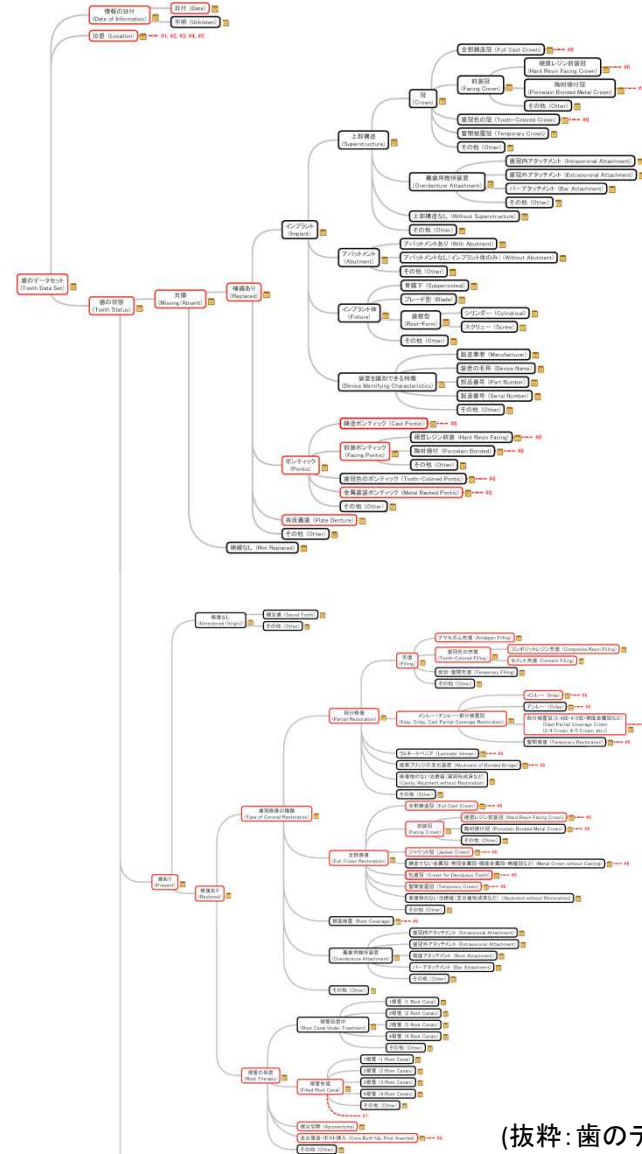 情報の日付
(Date of Information)
日付 (Date)
不明 (Unknown)
位置 (Location)
#1, #2, #3, #4, #5
歯のデータセット
(Tooth Data Set)
歯の状態
(Tooth Status)
欠損
(Missing/Absent)
補綴あり
(Replaced)
インプラント
(Implant)
上部構造
(Superstructure)
冠
(Crown)
全部鋳造冠 (Full Cast Crown)
#6
前装冠
(Facing Crown)
硬質レジン前装冠
(Hard Resin Facing Crown)
陶材焼付冠
(Porcelain Bonded Metal Crown)
その他 (Other)
歯冠色の冠 (Tooth-Colored Crown)
#6
暫間被覆冠 (Temporary Crown)
その他 (Other)
義歯用維持装置
(Overdenture Attachment)
歯冠内アタッチメント (Intracoronal Attachment)
歯冠外アタッチメント (Extracoronal Attachment)
バーアタッチメント (Bar Attachment)
その他 (Other)
上部構造なし (Without Superstructure)
その他 (Other)
アバットメント
(Abutment)
アバットメントあり (With Abutment)
アバットメントなし(インプラント体のみ) (Without Abutment)
その他 (Other)
インプラント体
(Fixture)
骨膜下 (Subperiosteal)
ブレード型 (Blade)
歯根型
(Root-Form)
シリンダー (Cylindrical)
スクリュー (Screw)
その他 (Other)
装置を識別できる特徴
(Device Identifying Characteristics)
製造業者 (Manufacturer)
装置の名称 (Device Name)
部品番号 (Part Number)
製造番号 (Serial Number)
その他 (Other)
ポンティック
(Pontic)
鋳造ポンティック (Cast Pontic)
前装ポンティック
(Facing Pontic)
硬質レジン前装 (Hard Resin Facing)
陶材焼付 (Porcelain Bonded)
その他 (Other)
歯冠色のポンティック (Tooth-Colored Pontic)
金属裏装ポンティック (Metal Backed Pontic)
その他 (Other)
有床義歯 (Plate Denture)
その他 (Other)
補綴なし (Not Replaced)
歯あり
(Present)
修復なし
(Unrestored (Virgin))
健全歯 (Sound Tooth)
その他 (Other)
修復あり
(Restored)
歯冠修復の種類
(Type of Coronal Restoration)
部分修復
(Partial Restoration)
充填
(Filling)
アマルガム充填 (Amalgam Filling)
歯冠色の充填
(Tooth-Colored Filling)
コンポジットレジン充填 (Composite Resin Filling)
セメント充填 (Cement Filling)
その他 (Other)
インレー (Inlay)
アンレー (Onlay)
暫間修復 (Temporary Restoration)
ラミネートベニア (Laminate Veneer)
その他 (Other)
全部修復
(Full Crown Restoration)
全部鋳造冠 (Full Cast Crown)
前装冠
(Facing Crown)
硬質レジン前装冠 (Hard Resin Facing Crown)
陶材焼付冠 (Porcelain Bonded Metal Crown)
その他 (Other)
ジャケット冠 (Jacket Crown)
乳歯冠 (Crown for Deciduous Tooth)
暫間被覆冠 (Temporary Crown)
その他 (Other)
根面被覆 (Root Coverage)
義歯用維持装置
(Overdenture Attachment)
歯冠内アタッチメント (Intracoronal Attachment)
歯冠外アタッチメント (Extracoronal Attachment)
根面アタッチメント (Root Attachment)
バーアタッチメント (Bar Attachment)
その他 (Other)
その他 (Other)
根管の処置
(Root Therapy)
根管処置中
(Root Canal Under Treatment)
1根管 (1 Root Canal)
2根管 (2 Root Canals)
3根管 (3 Root Canals)
4根管 (4 Root Canals)
その他 (Other)
根管充填
(Filled Root Canal)
1根管 (1 Root Canal)
2根管 (2 Root Canals)
3根管 (3 Root Canals)
4根管 (4 Root Canals)
その他 (Other)
歯根切除 (Apicoectomy)
その他 (Other)
(抜粋：歯のデ